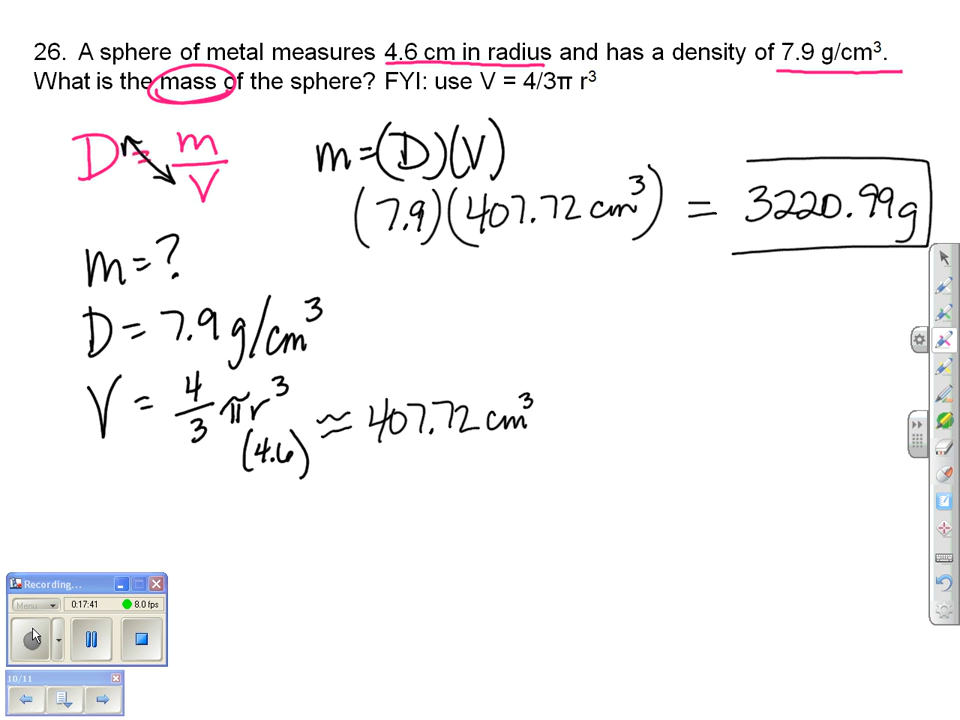 26. A sphere of metal measures 4.6 cm in radius and has a density of 7.9 g/cm³.
What is the mass of the sphere? FYI: use V = 4/3π r³
D = m/V
m = (D)(V)
(7.9)(407.72 cm³) = 3220.99g
m = ?
D = 7.9 g/cm³
V = 4/3 πr³ ≈ 407.72 cm³
(4.6)
Recording...
Menu
0:17:41
8.0 fps
10/11